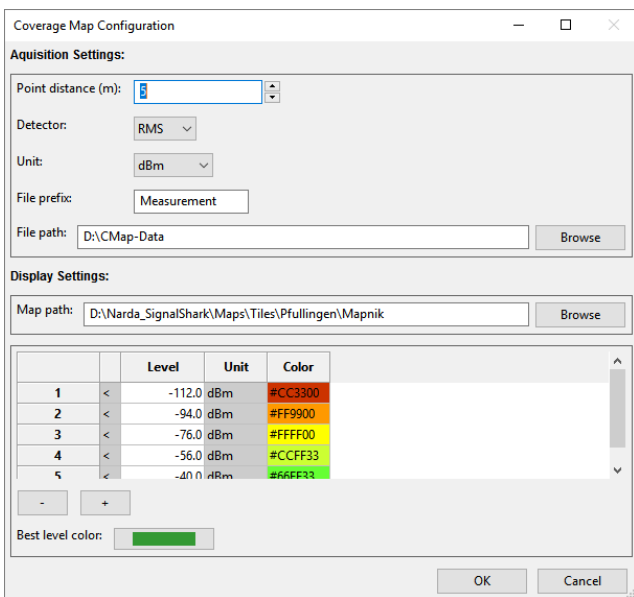 Coverage Map Configuration
Aquisition Settings:
Point distance (m): 5
Detector: RMS
Unit: dBm
File prefix: Measurement
File path: D:\CMap-Data Browse
Display Settings:
Map path: D:\Narda_SignalShark\Maps\Tiles\Pfullingen\Mapnik Browse
Level Unit Color
1 < -112.0 dBm #CC3300
2 < -94.0 dBm #FF9900
3 < -76.0 dBm #FFFF00
4 < -56.0 dBm #CCFF33
5 < -40.0 dBm #66FF33
- +
Best level color:
OK Cancel